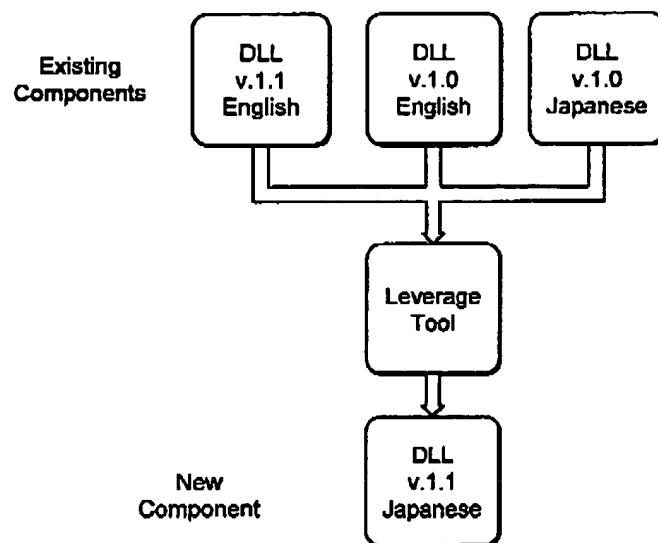 Existing
Components
DLL
v.1.1
English
DLL
v.1.0
English
DLL
v.1.0
Japanese
Leverage
Tool
New
Component
DLL
v.1.1
Japanese